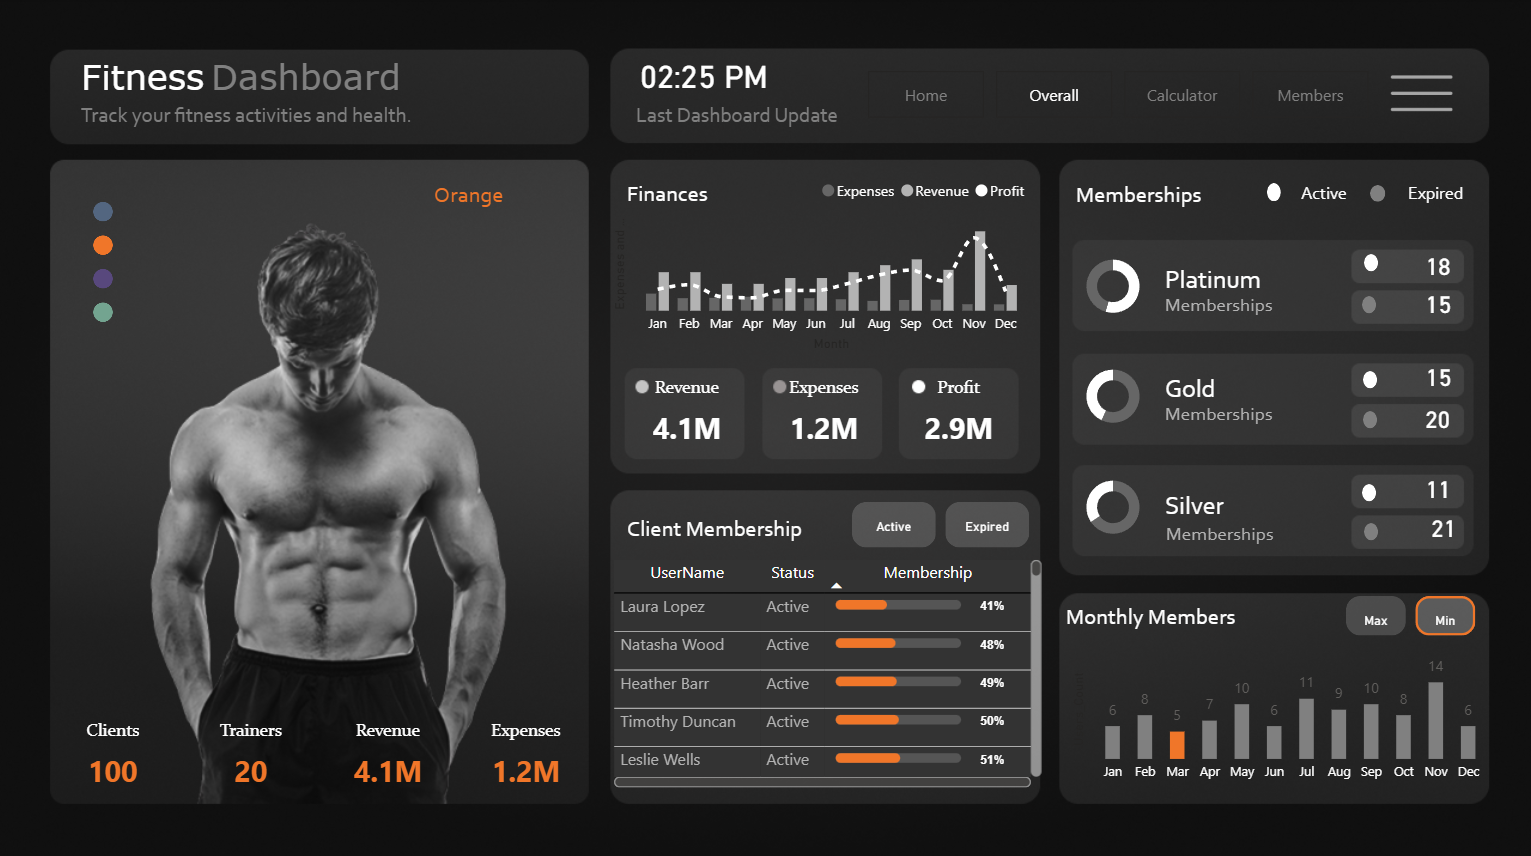 Fitness Dashboard
Track your fitness activities and health.
02:25 PM
Last Dashboard Update
Home
Overall
Calculator
Members
Orange
Clients
Trainers
Revenue
Expenses
100
20
4.1M
1.2M
Finances
Expenses Revenue Profit
Expenses and
Jan Feb Mar Apr May Jun Jul Aug Sep Oct Nov Dec
Month
Revenue
4.1M
Expenses
1.2M
Profit
2.9M
Client Membership
Active
Expired
UserName Status Membership
Laura Lopez Active 41%
Natasha Wood Active 48%
Heather Barr Active 49%
Timothy Duncan Active 50%
Leslie Wells Active 51%
Memberships
Active Expired
Platinum
Memberships
18
15
Gold
Memberships
15
20
Silver
Memberships
11
21
Monthly Members
Max
Min
6 8 5 7 10 6 11 9 10 8 14 6
Jan Feb Mar Apr May Jun Jul Aug Sep Oct Nov Dec